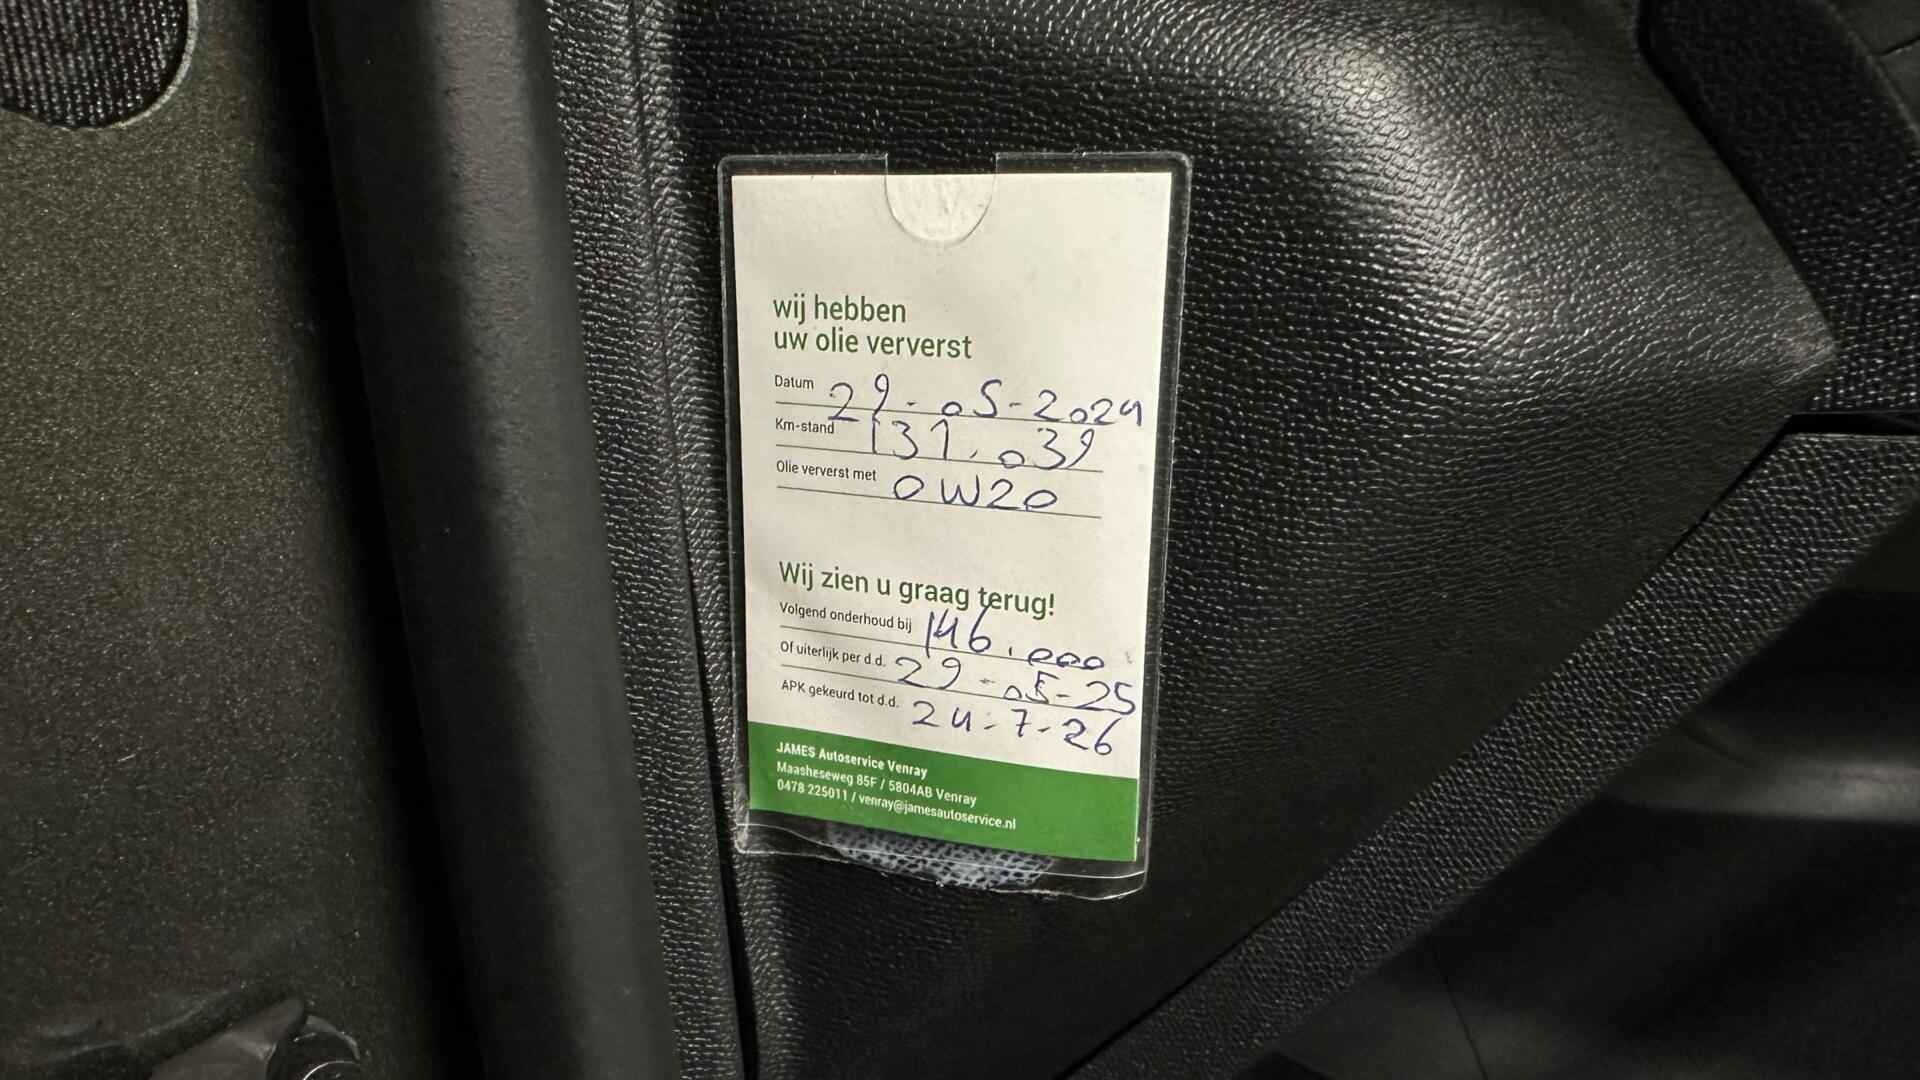 wij hebben
uw olie ververst
Datum 29-05-2024
Km-stand 131.039
Olie ververst met 0W20
Wij zien u graag terug!
Volgend onderhoud bij 146.000
Of uiterlijk per d.d. 29-05-25
APK gekeurd tot d.d. 24-7-26
JAMES Autoservice Venray
Maasheseweg 85F / 5804AB Venray
0478 225011 / venray@jamesautoservice.nl